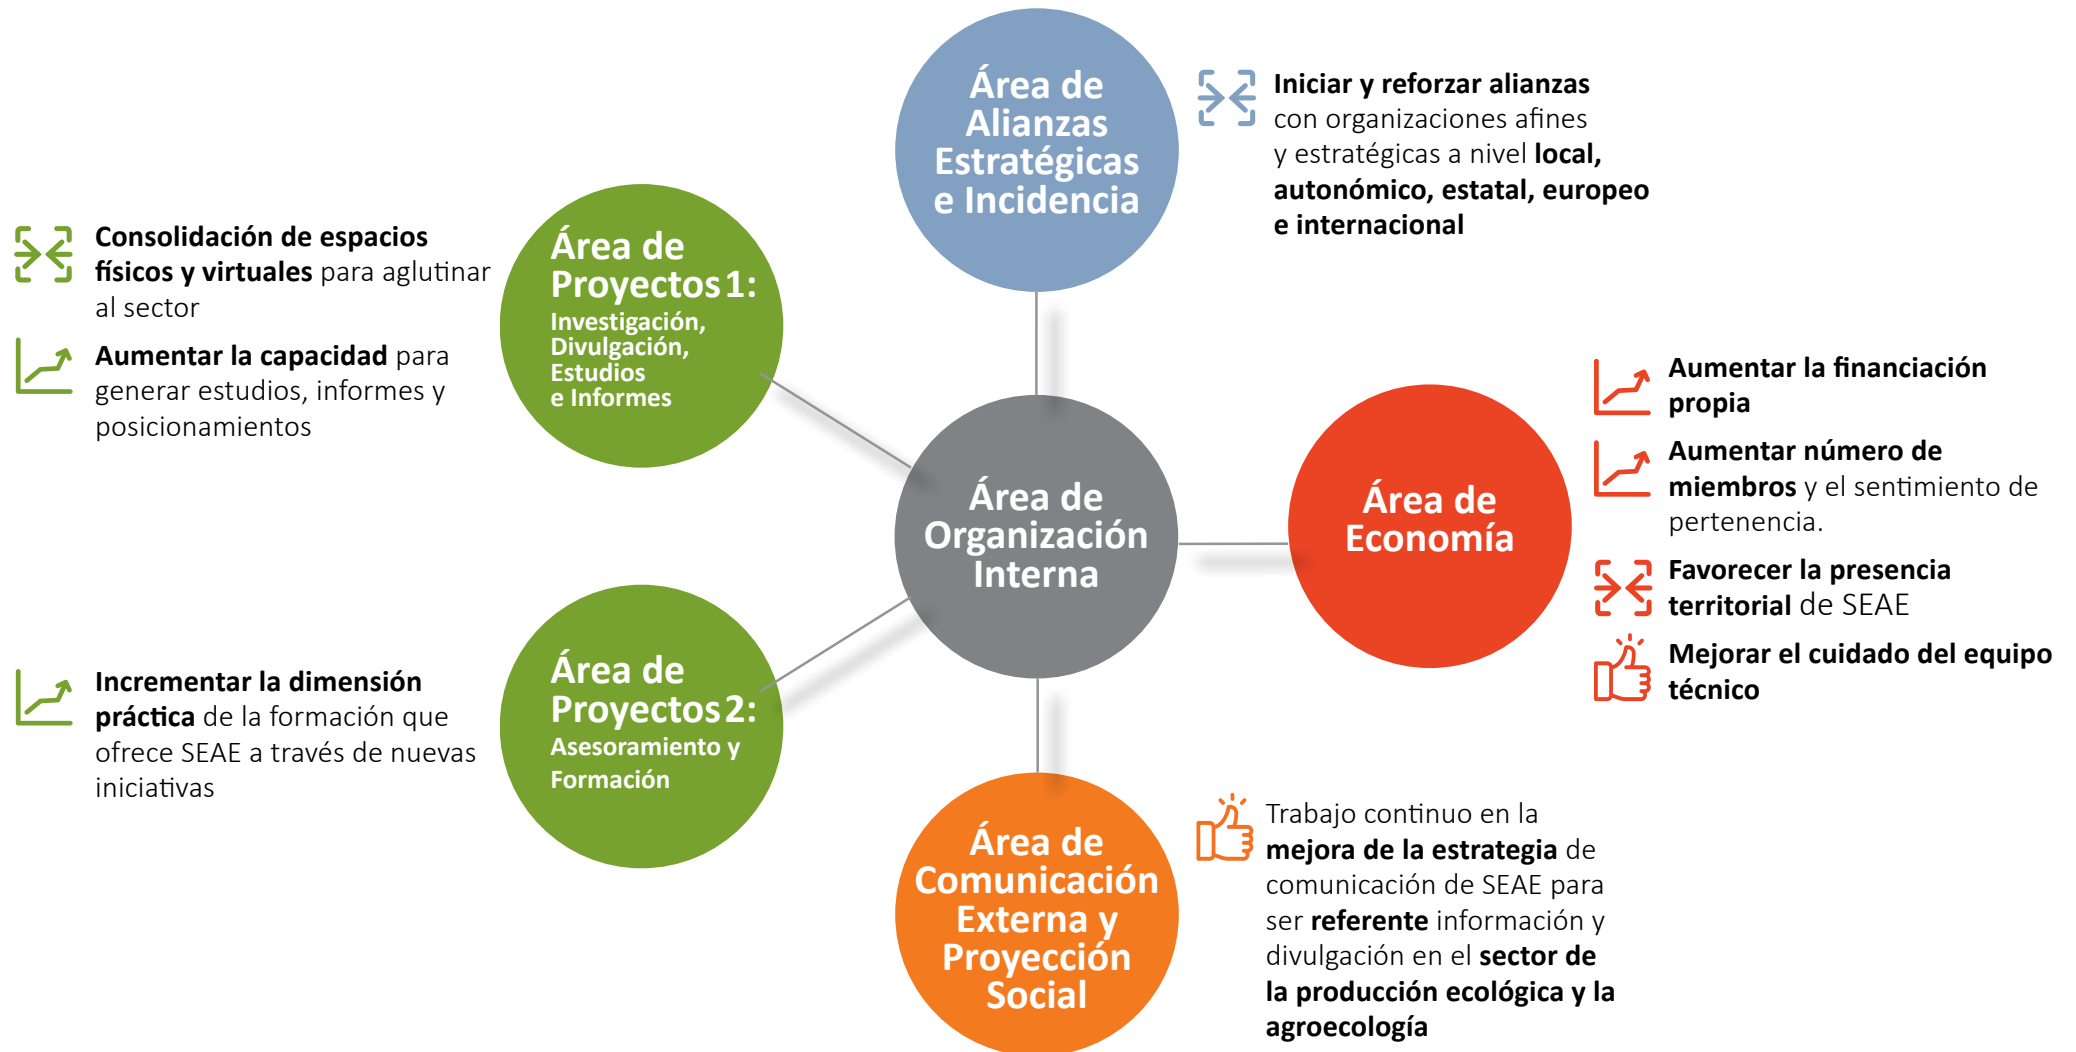 Área de
Alianzas
Estratégicas
e Incidencia
Iniciar y reforzar alianzas
con organizaciones afines
y estratégicas a nivel local,
autonómico, estatal, europeo
e internacional
Consolidación de espacios
físicos y virtuales para aglutinar
al sector
Aumentar la capacidad para
generar estudios, informes y
posicionamientos
Área de
Proyectos 1:
Investigación,
Divulgación,
Estudios
e Informes
Área de
Organización
Interna
Área de
Economía
Aumentar la financiación
propia
Aumentar número de
miembros y el sentimiento de
pertenencia.
Favorecer la presencia
territorial de SEAE
Mejorar el cuidado del equipo
técnico
Incrementar la dimensión
práctica de la formación que
ofrece SEAE a través de nuevas
iniciativas
Área de
Proyectos 2:
Asesoramiento y
Formación
Área de
Comunicación
Externa y
Proyección
Social
Trabajo continuo en la
mejora de la estrategia de
comunicación de SEAE para
ser referente información y
divulgación en el sector de
la producción ecológica y la
agroecología